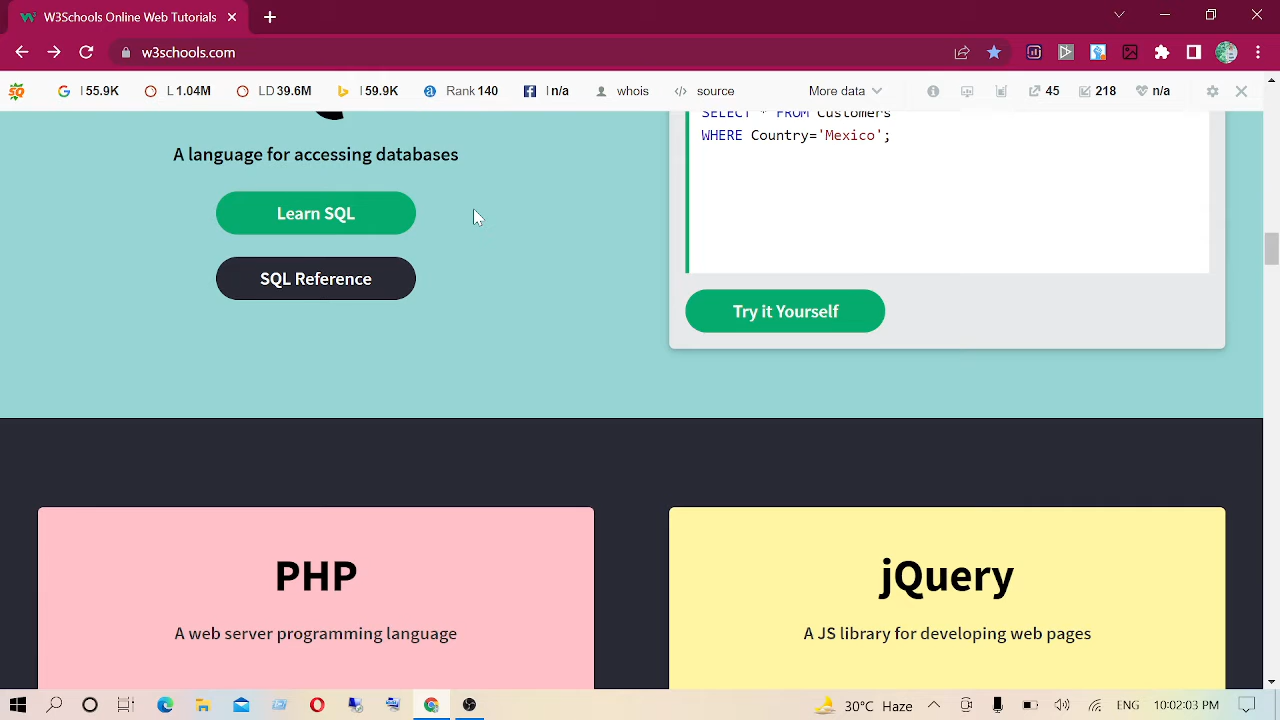 W3Schools Online Web Tutorials
w3schools.com
I 55.9K
L 1.04M
LD 39.6M
I 59.9K
Rank 140
I n/a
whois
source
More data
45
218
n/a
SELECT * FROM Customers
WHERE Country='Mexico';
A language for accessing databases
Learn SQL
SQL Reference
Try it Yourself
PHP
A web server programming language
jQuery
A JS library for developing web pages
30°C Haze
ENG
10:02:03 PM